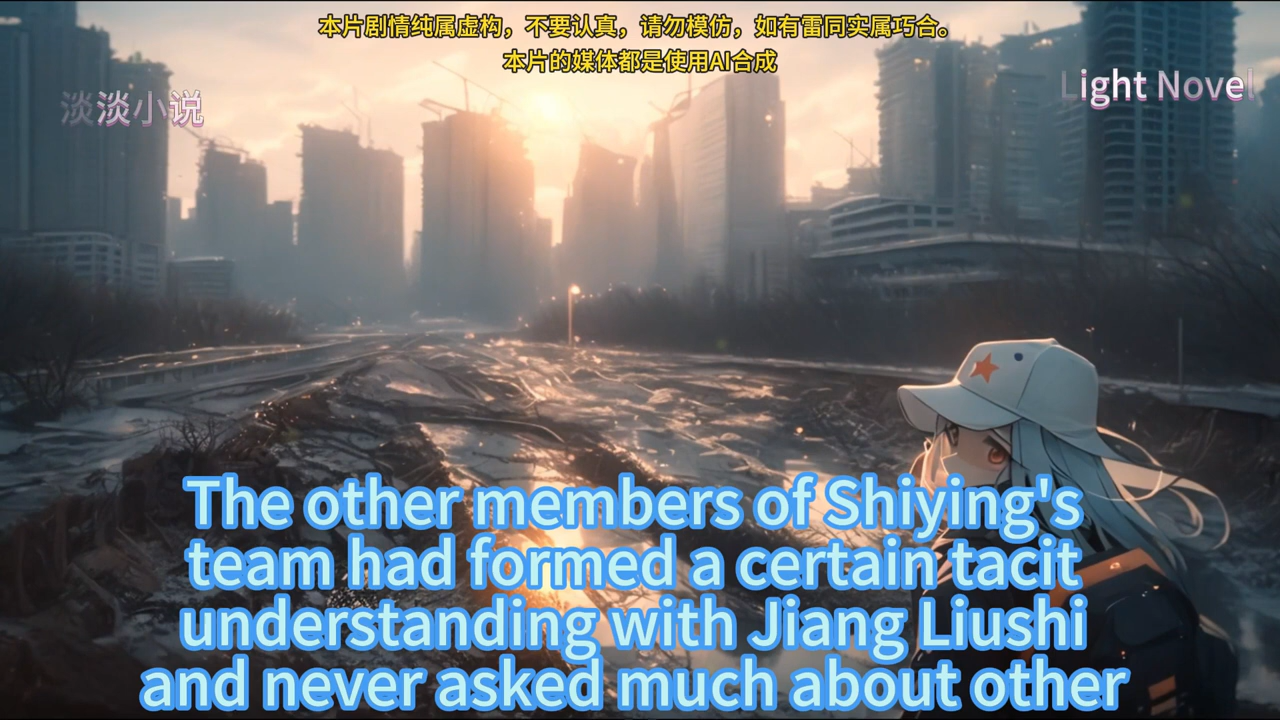 本片剧情纯属虚构，不要认真，请勿模仿，如有雷同实属巧合。
本片的媒体都是使用AI合成
淡淡小说
Light Novel
The other members of Shiying's
team had formed a certain tacit
understanding with Jiang Liushi
and never asked much about other